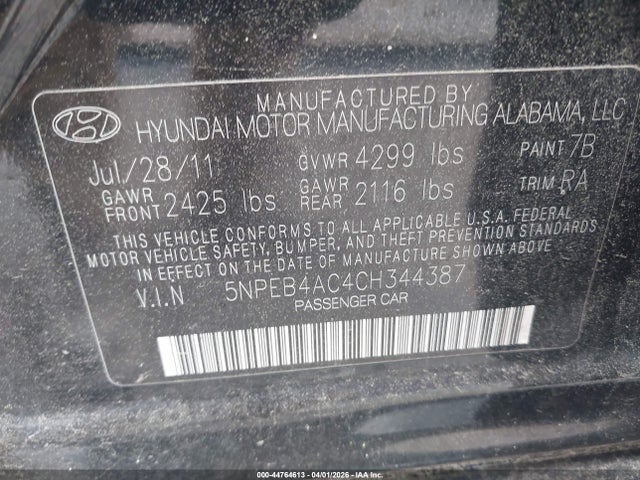 MANUFACTURED BY
HYUNDAI MOTOR MANUFACTURING ALABAMA, LLC
Jul/28/11 GVWR 4299 lbs PAINT 7B
GAWR FRONT 2425 lbs GAWR REAR 2116 lbs TRIM RA
THIS VEHICLE CONFORMS TO ALL APPLICABLE U.S.A. FEDERAL
MOTOR VEHICLE SAFETY, BUMPER, AND THEFT PREVENTION STANDARDS
IN EFFECT ON THE DATE OF MANUFACTURE SHOWN ABOVE
V.I.N 5NPEB4AC4CH344387
PASSENGER CAR
000-44764613 - 04/01/2026 - IAA Inc.